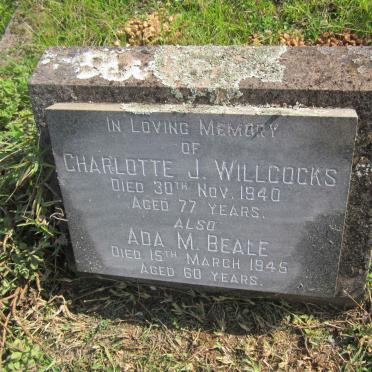 In Loving Memory
of
Charlotte J. Willcocks
Died 30th Nov. 1940
Aged 77 years.
Also
Ada M. Beale
Died 15th March 1945
Aged 60 years.